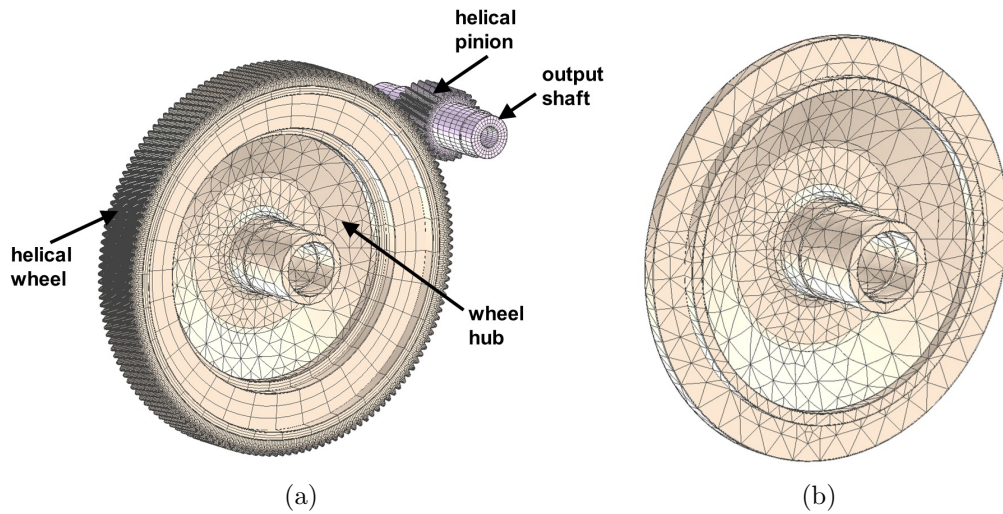 helical
pinion
output
shaft
helical
wheel
wheel
hub
(a)
(b)